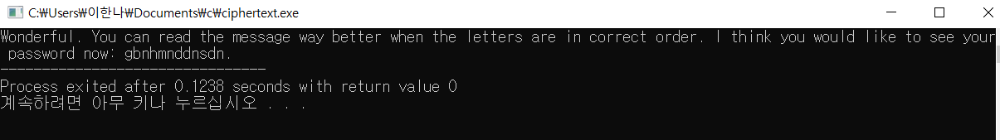 C:₩Users₩이한나₩Documents₩c₩ciphertext.exe
Wonderful. You can read the message way better when the letters are in correct order. I think you would like to see your
password now: gbnhmnddnsdn.
--------------------------------
Process exited after 0.1238 seconds with return value 0
계속하려면 아무 키나 누르십시오 . . .